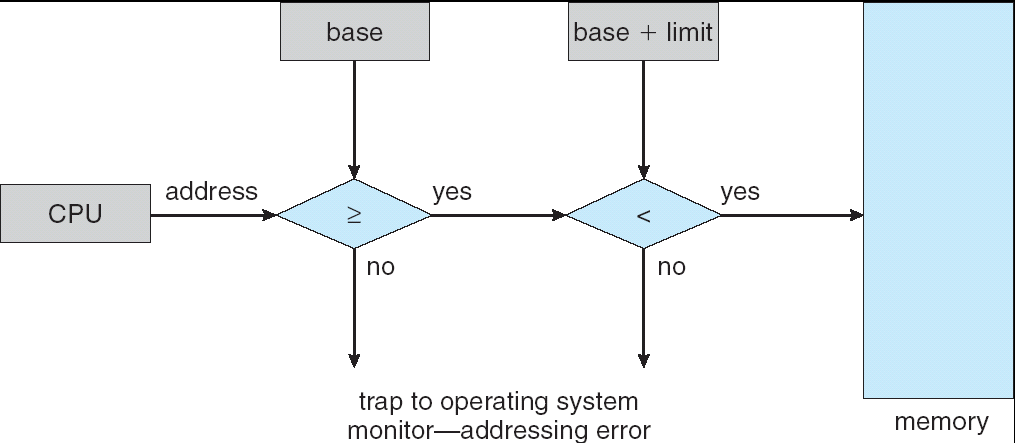 base
base + limit
CPU
address
≥
yes
<
yes
no
no
trap to operating system
monitor—addressing error
memory